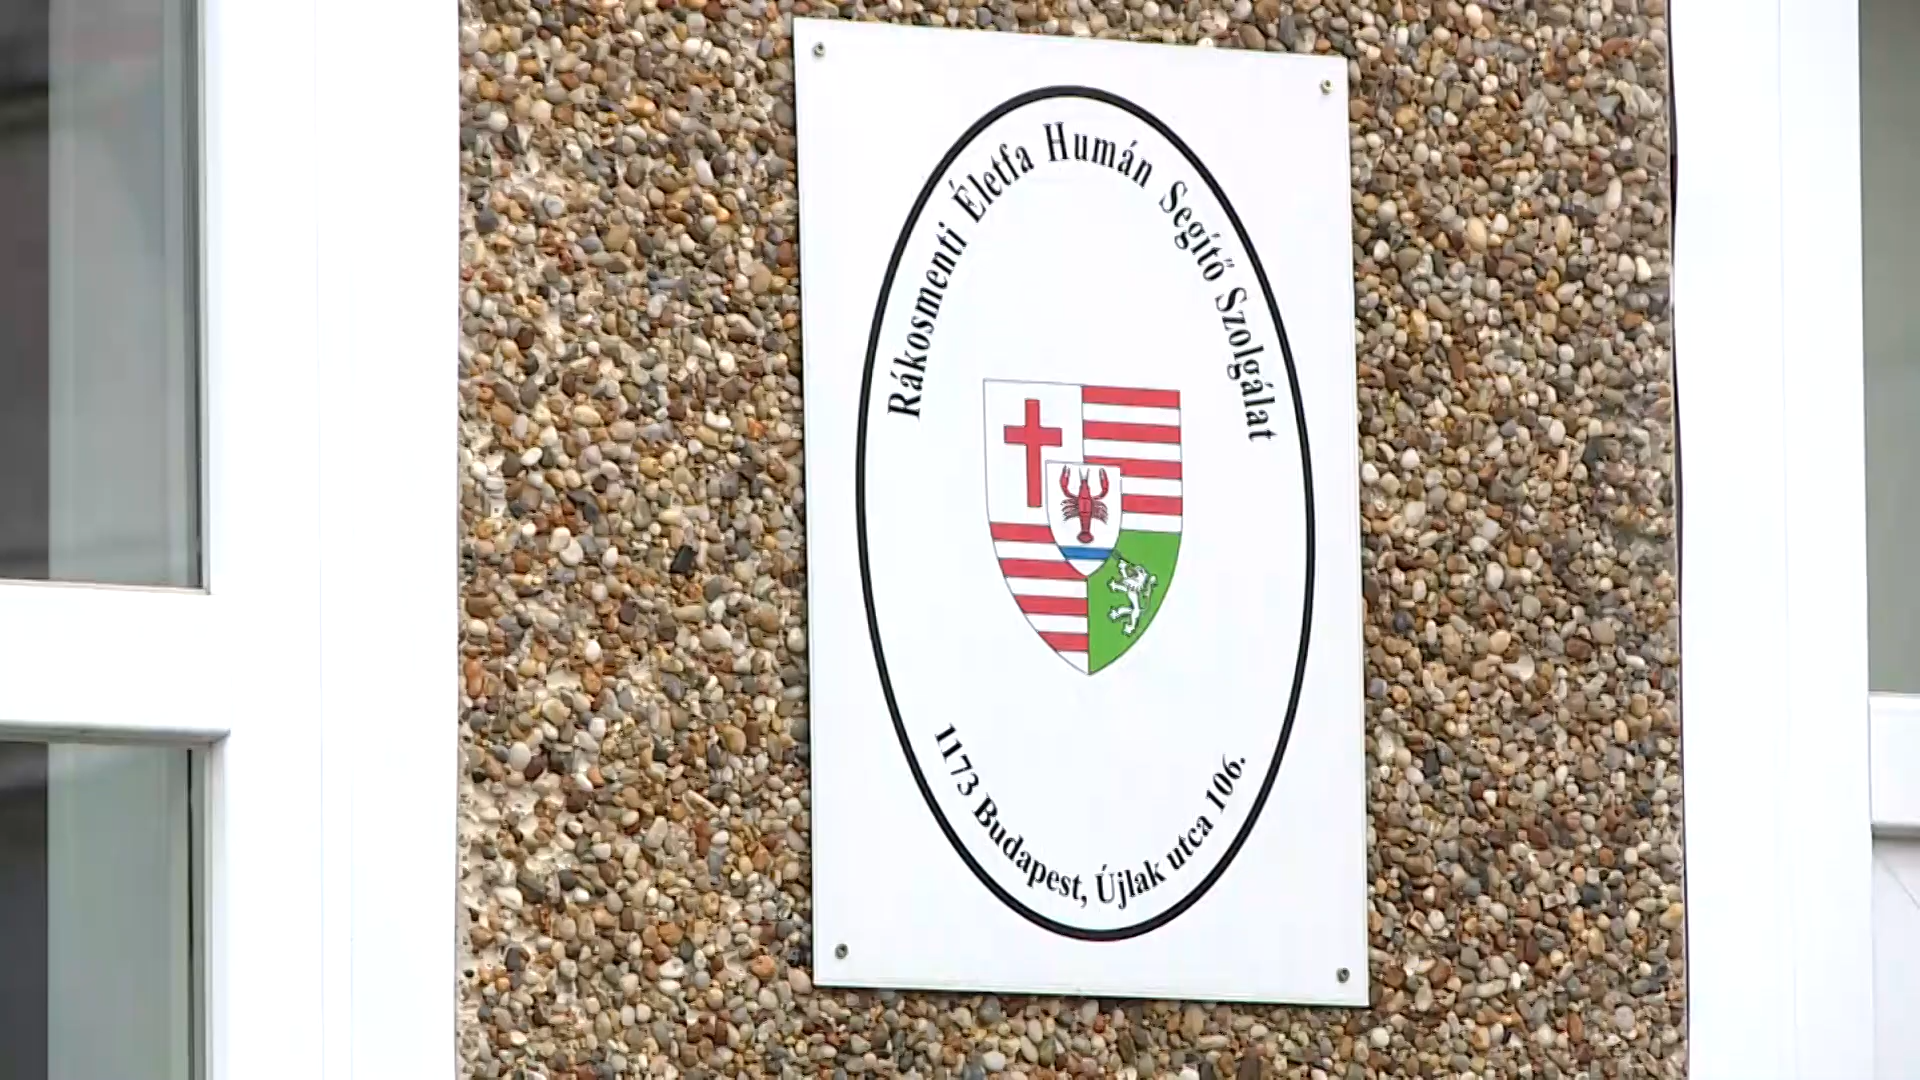 Rákosmenti Életfa Humán Segítő Szolgálat
1173 Budapest, Újlak utca 106.